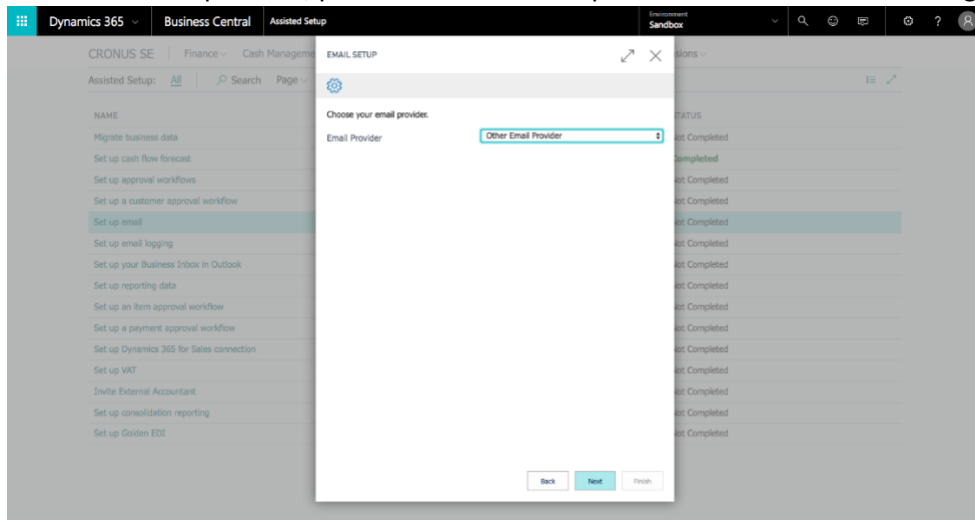 Dynamics 365 Business Central Assisted Setup Environment Sandbox ?
CRONUS SE Finance Cash Manageme sions
Assisted Setup: All Search Page
NAME STATUS
Migrate business data ot Completed
Set up cash flow forecast Completed
Set up approval workflows ot Completed
Set up a customer approval workflow ot Completed
Set up email ot Completed
Set up email logging ot Completed
Set up your Business Inbox in Outlook ot Completed
Set up reporting data ot Completed
Set up an item approval workflow ot Completed
Set up a payment approval workflow ot Completed
Set up Dynamics 365 for Sales connection ot Completed
Set up VAT ot Completed
Invite External Accountant ot Completed
Set up consolidation reporting ot Completed
Set up Golden EDI ot Completed
EMAIL SETUP
Choose your email provider.
Email Provider Other Email Provider
Back Next Finish